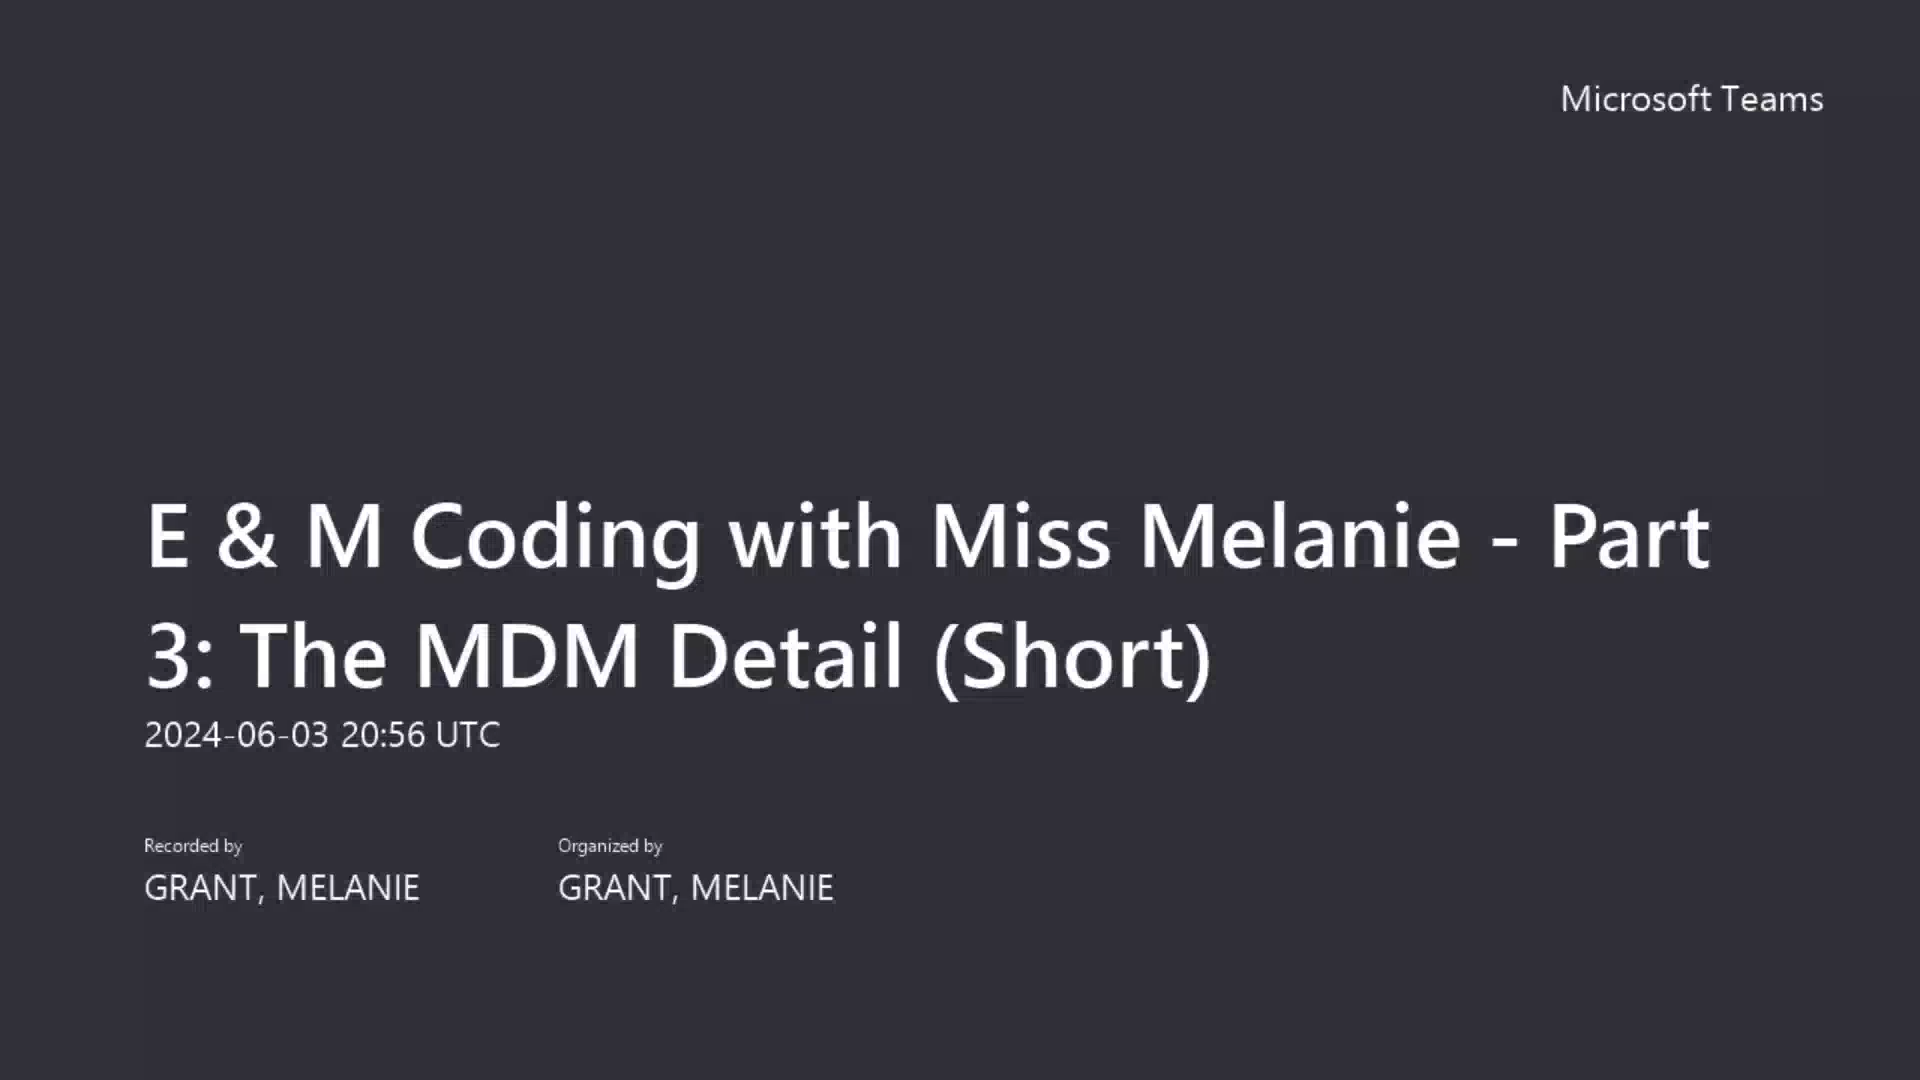 Microsoft Teams
E & M Coding with Miss Melanie - Part
3: The MDM Detail (Short)
2024-06-03 20:56 UTC
Recorded by
GRANT, MELANIE
Organized by
GRANT, MELANIE